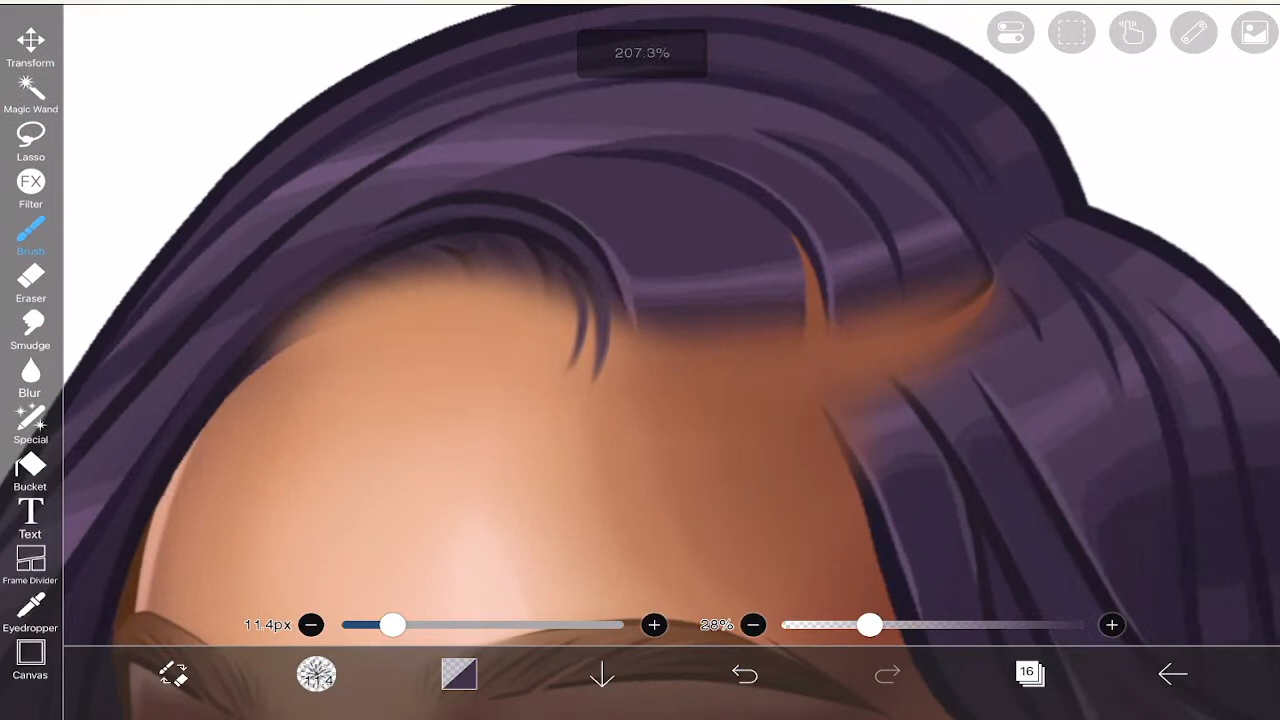 207.3%
Transform
Magic Wand
Lasso
FX
Filter
Brush
Eraser
Smudge
Blur
Special
Bucket
T
Text
Frame Divider
Eyedropper
Canvas
11.4px
28%
11.4
16